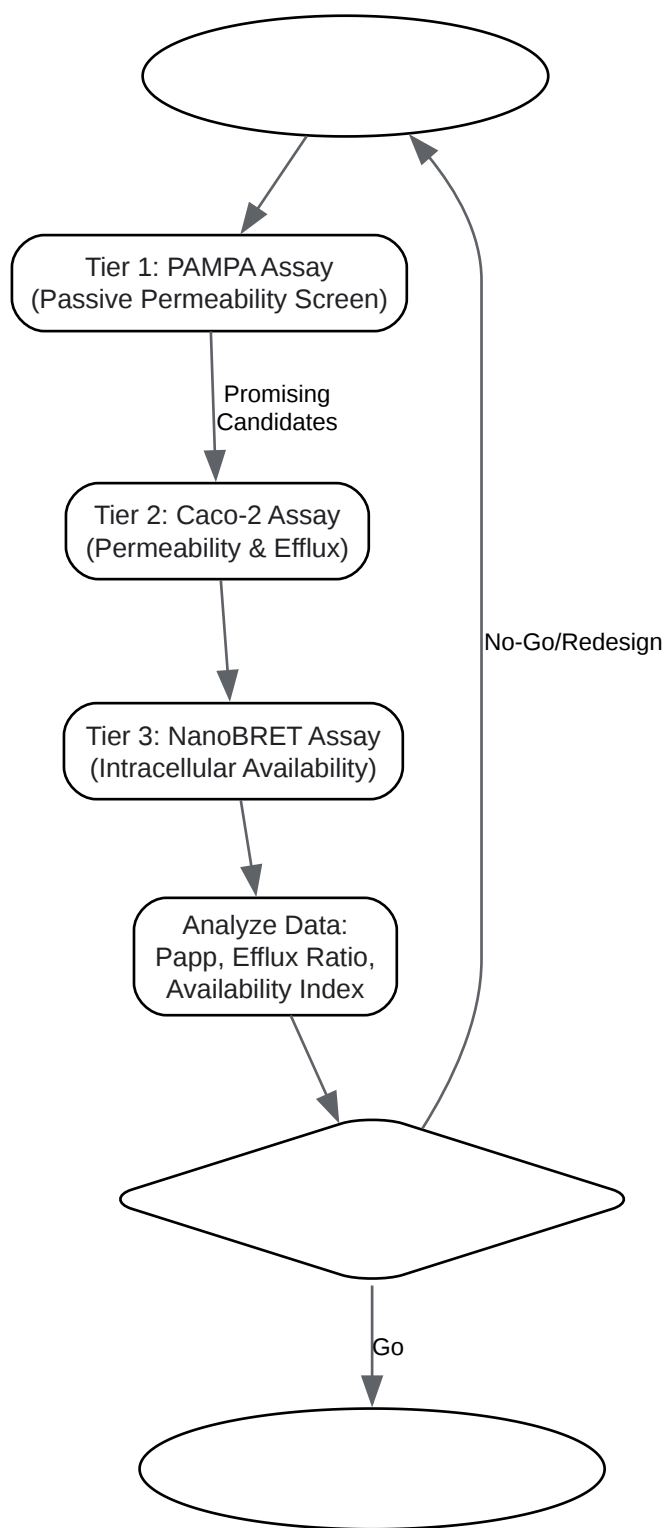 Tier 1: PAMPA Assay
(Passive Permeability Screen)
Promising
Candidates
Tier 2: Caco-2 Assay
(Permeability & Efflux)
No-Go/Redesign
Tier 3: NanoBRET Assay
(Intracellular Availability)
Analyze Data:
Papp, Efflux Ratio,
Availability Index
Go